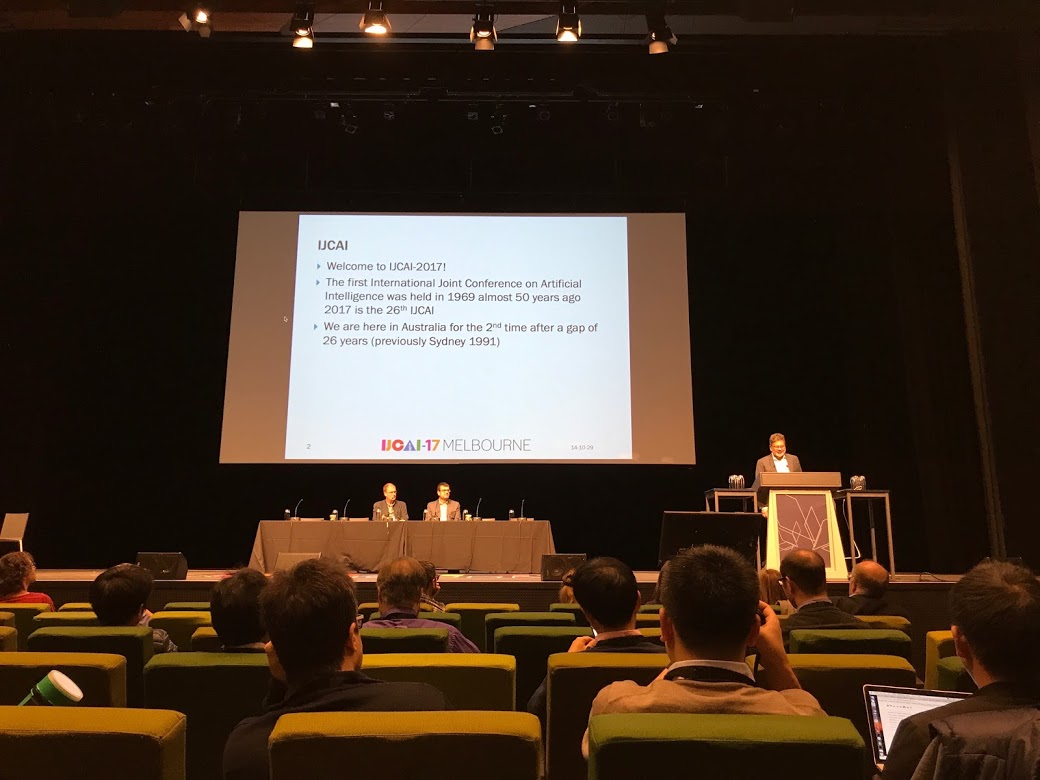 IJCAI
Welcome to IJCAI-2017!
The first International Joint Conference on Artificial
Intelligence was held in 1969 almost 50 years ago
2017 is the 26th IJCAI
We are here in Australia for the 2nd time after a gap of
26 years (previously Sydney 1991)
2
IJCAI-17 MELBOURNE